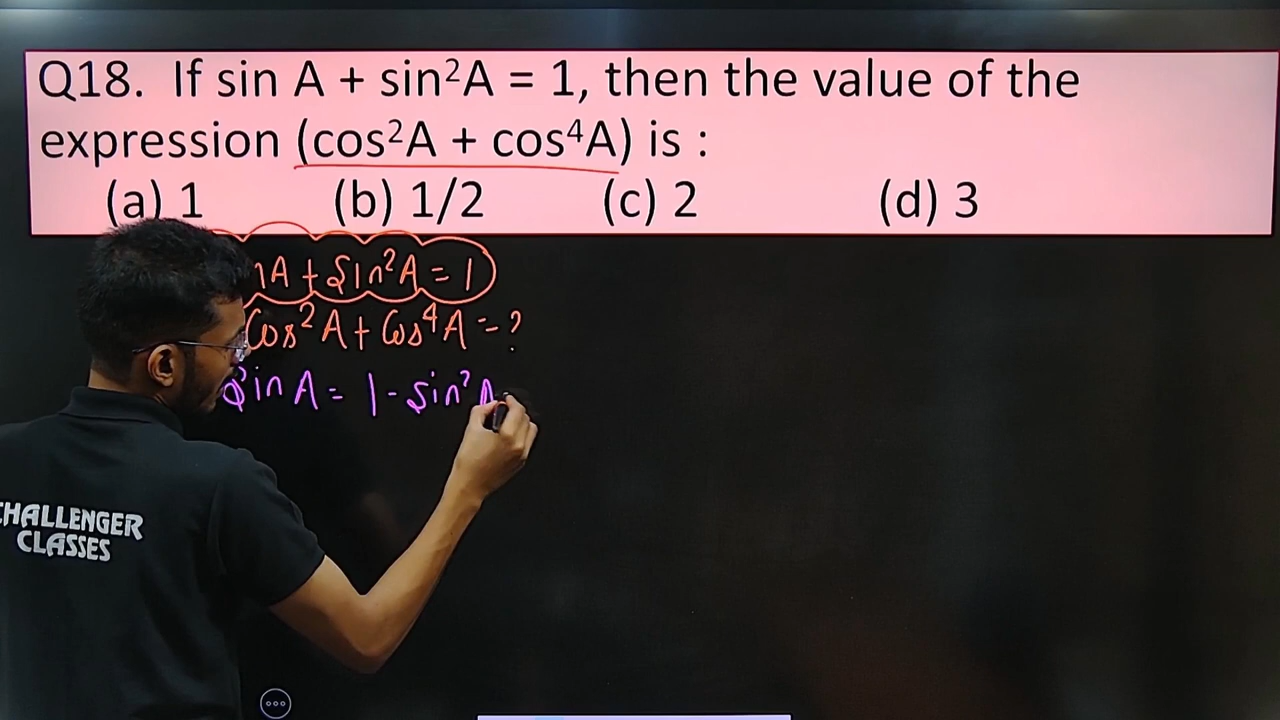 Q18. If sin A + sin²A = 1, then the value of the
expression (cos²A + cos⁴A) is :
(a) 1 (b) 1/2 (c) 2 (d) 3
nA + Sin²A = 1
Cos²A + Cos⁴A = ?
Sin A = 1 - Sin²A
CHALLENGER
CLASSES